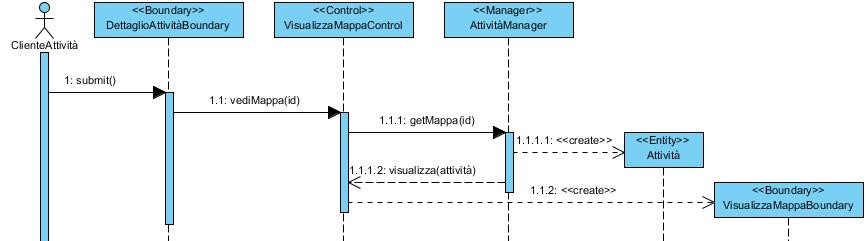 <<Boundary>>
DettaglioAttivitàBoundary
<<Control>>
VisualizzaMappaControl
<<Manager>>
AttivitàManager
ClienteAttività
1: submit()
1.1: vediMappa(id)
1.1.1: getMappa(id)
1.1.1.1: <<create>>
<<Entity>>
Attività
1.1.1.2: visualizza(attività)
1.1.2: <<create>>
<<Boundary>>
VisualizzaMappaBoundary